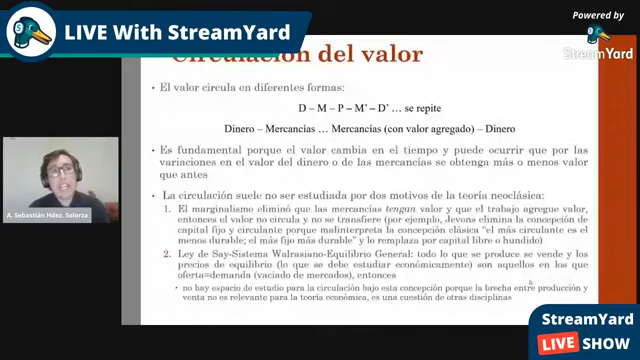 LIVE With StreamYard
Powered by
StreamYard
Circulación del valor
• El valor circula en diferentes formas:
D – M – P – M' – D' … se repite
Dinero – Mercancías … Mercancías (con valor agregado) – Dinero
• Es fundamental porque el valor cambia en el tiempo y puede ocurrir que por las
variaciones en el valor del dinero o de las mercancías se obtenga más o menos valor
que antes
• La circulación suele no ser estudiada por dos motivos de la teoría neoclásica:
1. El marginalismo eliminó que las mercancías tengan valor y que el trabajo agregue valor,
entonces el valor no circula y no se transfiere (por ejemplo, Jevons elimina la concepción de
capital fijo y circulante porque malinterpreta la concepción clásica "el más circulante es el
menos durable; el más fijo más durable" y lo remplaza por capital libre o hundido)
2. Ley de Say-Sistema Walrasiano-Equilibrio General: todo lo que se produce se vende y los
precios de equilibrio (lo que se debe estudiar económicamente) son aquellos en los que
oferta=demanda (vaciado de mercados), entonces
• no hay espacio de estudio para la circulación bajo esta concepción porque la brecha entre producción y
venta no es relevante para la teoría económica, es una cuestión de otras disciplinas
A. Sebastián Hdez. Solorza
StreamYard
LIVE SHOW